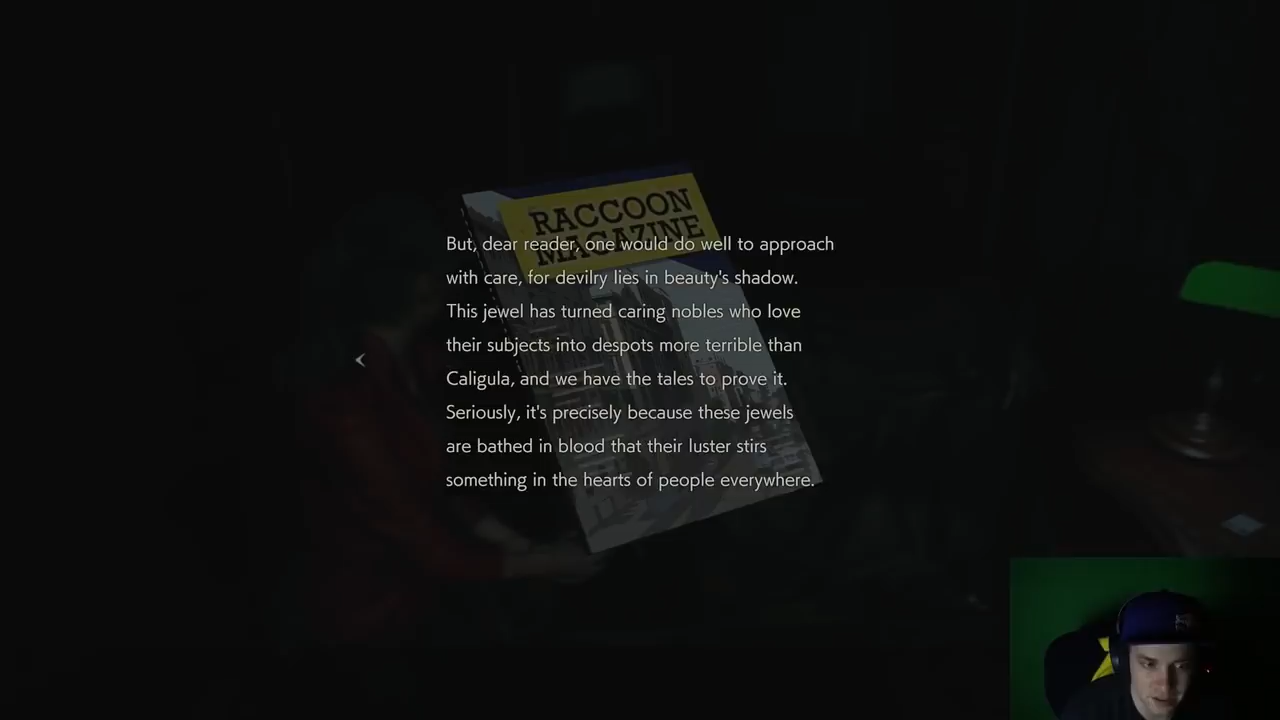 RACCOON
MAGAZINE
But, dear reader, one would do well to approach
with care, for devilry lies in beauty's shadow.
This jewel has turned caring nobles who love
their subjects into despots more terrible than
Caligula, and we have the tales to prove it.
Seriously, it's precisely because these jewels
are bathed in blood that their luster stirs
something in the hearts of people everywhere.